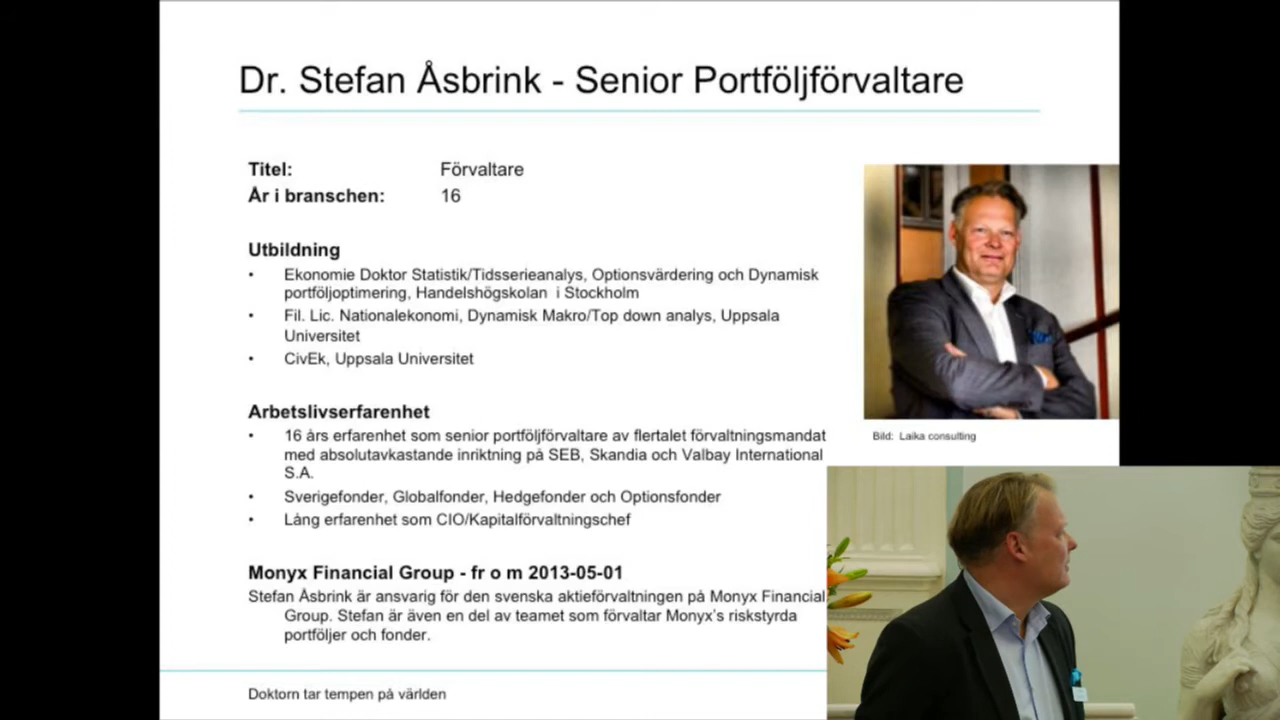 Dr. Stefan Åsbrink - Senior Portföljförvaltare
Titel: Förvaltare
År i branschen: 16
Utbildning
• Ekonomie Doktor Statistik/Tidsserieanalys, Optionsvärdering och Dynamisk
portföljoptimering, Handelshögskolan i Stockholm
• Fil. Lic. Nationalekonomi, Dynamisk Makro/Top down analys, Uppsala
Universitet
• CivEk, Uppsala Universitet
Arbetslivserfarenhet
• 16 års erfarenhet som senior portföljförvaltare av flertalet förvaltningsmandat
med absolutavkastande inriktning på SEB, Skandia och Valbay International
S.A.
• Sverigefonder, Globalfonder, Hedgefonder och Optionsfonder
• Lång erfarenhet som CIO/Kapitalförvaltningschef
Monyx Financial Group - fr o m 2013-05-01
Stefan Åsbrink är ansvarig för den svenska aktieförvaltningen på Monyx Financial
Group. Stefan är även en del av teamet som förvaltar Monyx's riskstyrda
portföljer och fonder.
Bild: Laika consulting
Doktorn tar tempen på världen